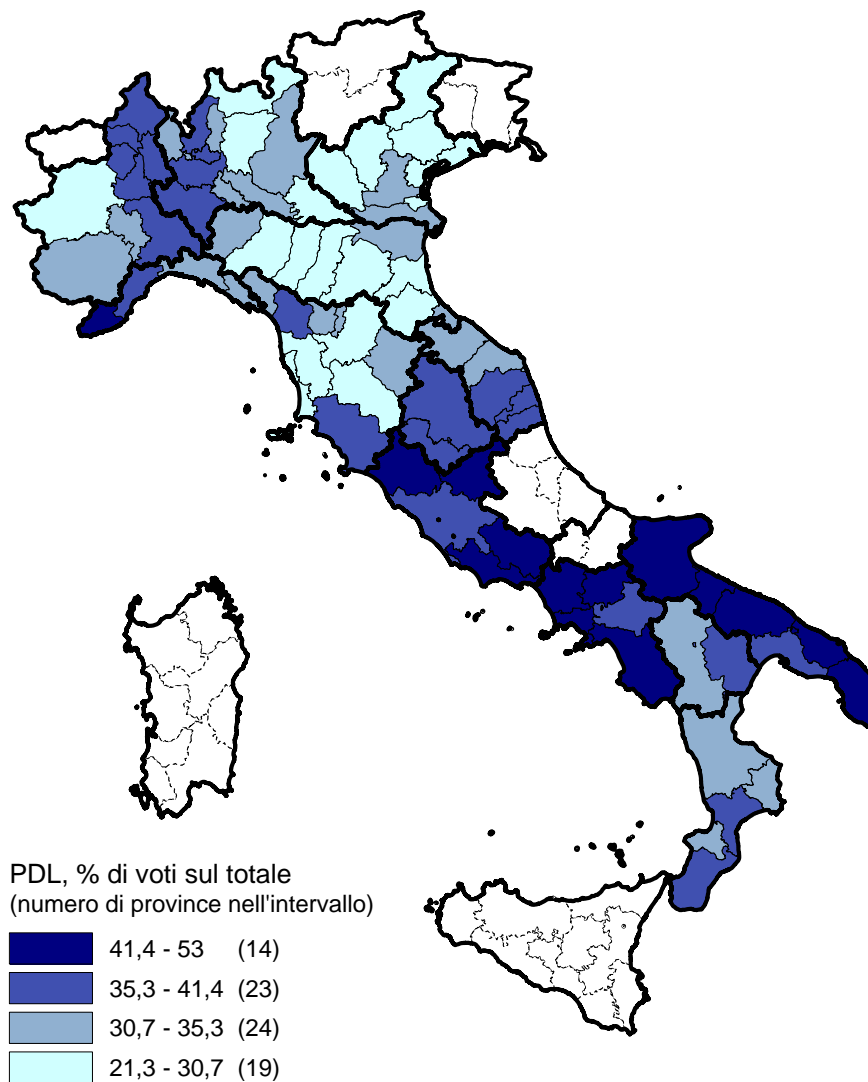 PDL, % di voti sul totale
(numero di province nell'intervallo)
41,4 - 53 (14)
35,3 - 41,4 (23)
30,7 - 35,3 (24)
21,3 - 30,7 (19)